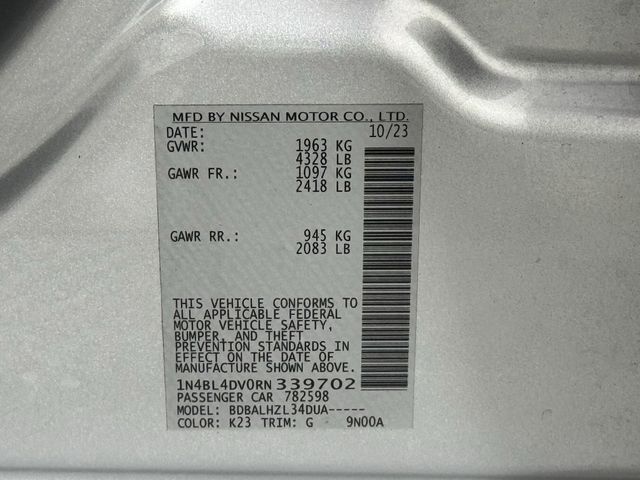 MFD BY NISSAN MOTOR CO., LTD.
DATE: 10/23
GVWR: 1963 KG
4328 LB
GAWR FR.: 1097 KG
2418 LB
GAWR RR.: 945 KG
2083 LB
THIS VEHICLE CONFORMS TO
ALL APPLICABLE FEDERAL
MOTOR VEHICLE SAFETY,
BUMPER, AND THEFT
PREVENTION STANDARDS IN
EFFECT ON THE DATE OF
MANUFACTURE SHOWN ABOVE.
1N4BL4DV0RN339702
PASSENGER CAR 782598
MODEL: BDBALHZL34DUA-----
COLOR: K23 TRIM: G 9N00A